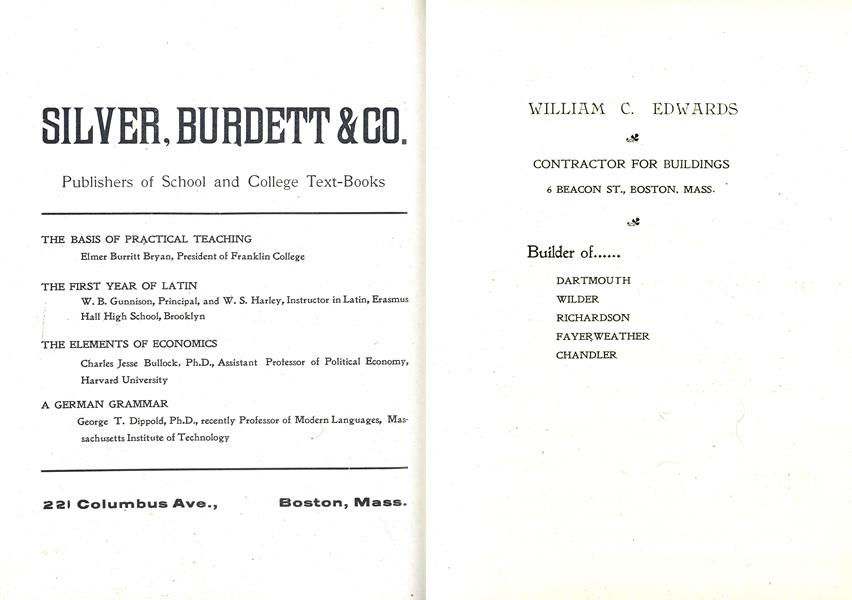 SILVER, BURDETT & CO.
Publishers of School and College Text-Books
THE BASIS OF PRACTICAL TEACHING
Elmer Burritt Bryan, President of Franklin College
THE FIRST YEAR OF LATIN
W. B. Gunnison, Principal, and W. S. Harley, Instructor in Latin, Erasmus
Hall High School, Brooklyn
THE ELEMENTS OF ECONOMICS
Charles Jesse Bullock, Ph.D., Assistant Professor of Political Economy,
Harvard University
A GERMAN GRAMMAR
George T. Dippold, Ph.D., recently Professor of Modern Languages, Mas-
sachusetts Institute of Technology
221 Columbus Ave., Boston, Mass.
WILLIAM C. EDWARDS
CONTRACTOR FOR BUILDINGS
6 BEACON ST., BOSTON, MASS.
Builder of......
DARTMOUTH
WILDER
RICHARDSON
FAYERWEATHER
CHANDLER